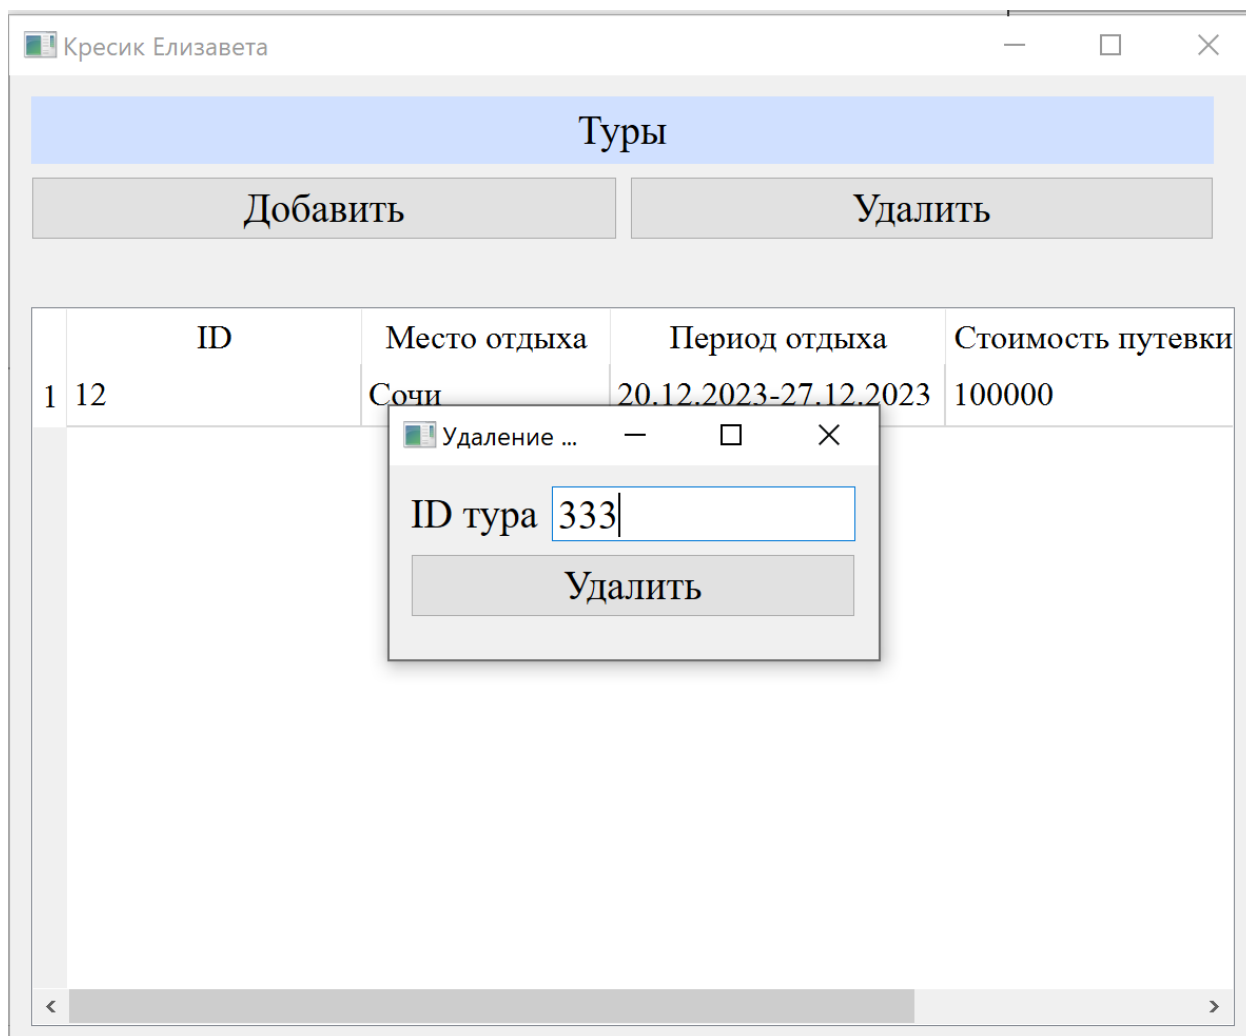 Кресик Елизавета
Туры
Добавить Удалить
ID Место отдыха Период отдыха Стоимость путевки
1 12 Сочи 20.12.2023-27.12.2023 100000
Удаление ...
ID тура 333
Удалить